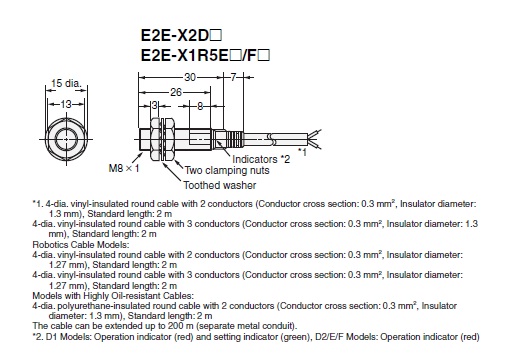 E2E-X2D□
E2E-X1R5E□/F□
30
7
15 dia.
26
13
3
8
*1
Indicators *2
M8 × 1
Two clamping nuts
Toothed washer
*1. 4-dia. vinyl-insulated round cable with 2 conductors (Conductor cross section: 0.3 mm², Insulator diameter:
1.3 mm), Standard length: 2 m
4-dia. vinyl-insulated round cable with 3 conductors (Conductor cross section: 0.3 mm², Insulator diameter: 1.3
mm), Standard length: 2 m
Robotics Cable Models:
4-dia. vinyl-insulated round cable with 2 conductors (Conductor cross section: 0.3 mm², Insulator diameter:
1.27 mm), Standard length: 2 m
4-dia. vinyl-insulated round cable with 3 conductors (Conductor cross section: 0.3 mm², Insulator diameter:
1.27 mm), Standard length: 2 m
Models with Highly Oil-resistant Cables:
4-dia. polyurethane-insulated round cable with 2 conductors (Conductor cross section: 0.3 mm², Insulator
diameter: 1.3 mm), Standard length: 2 m
The cable can be extended up to 200 m (separate metal conduit).
*2. D1 Models: Operation indicator (red) and setting indicator (green), D2/E/F Models: Operation indicator (red)